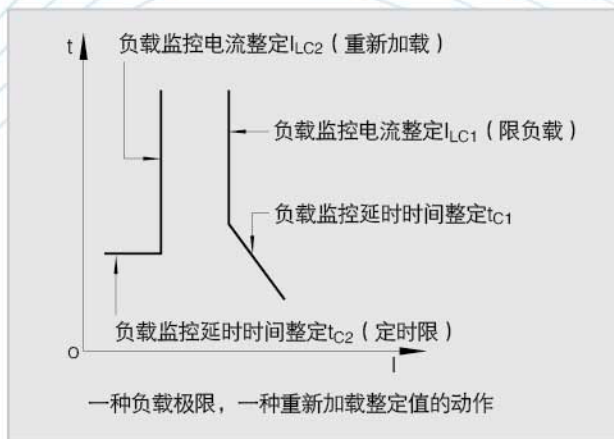 t
负载监控电流整定ILC2（重新加载）
负载监控电流整定ILC1（限负载）
负载监控延时时间整定tC1
负载监控延时时间整定tC2（定时限）
O
I
一种负载极限，一种重新加载整定值的动作